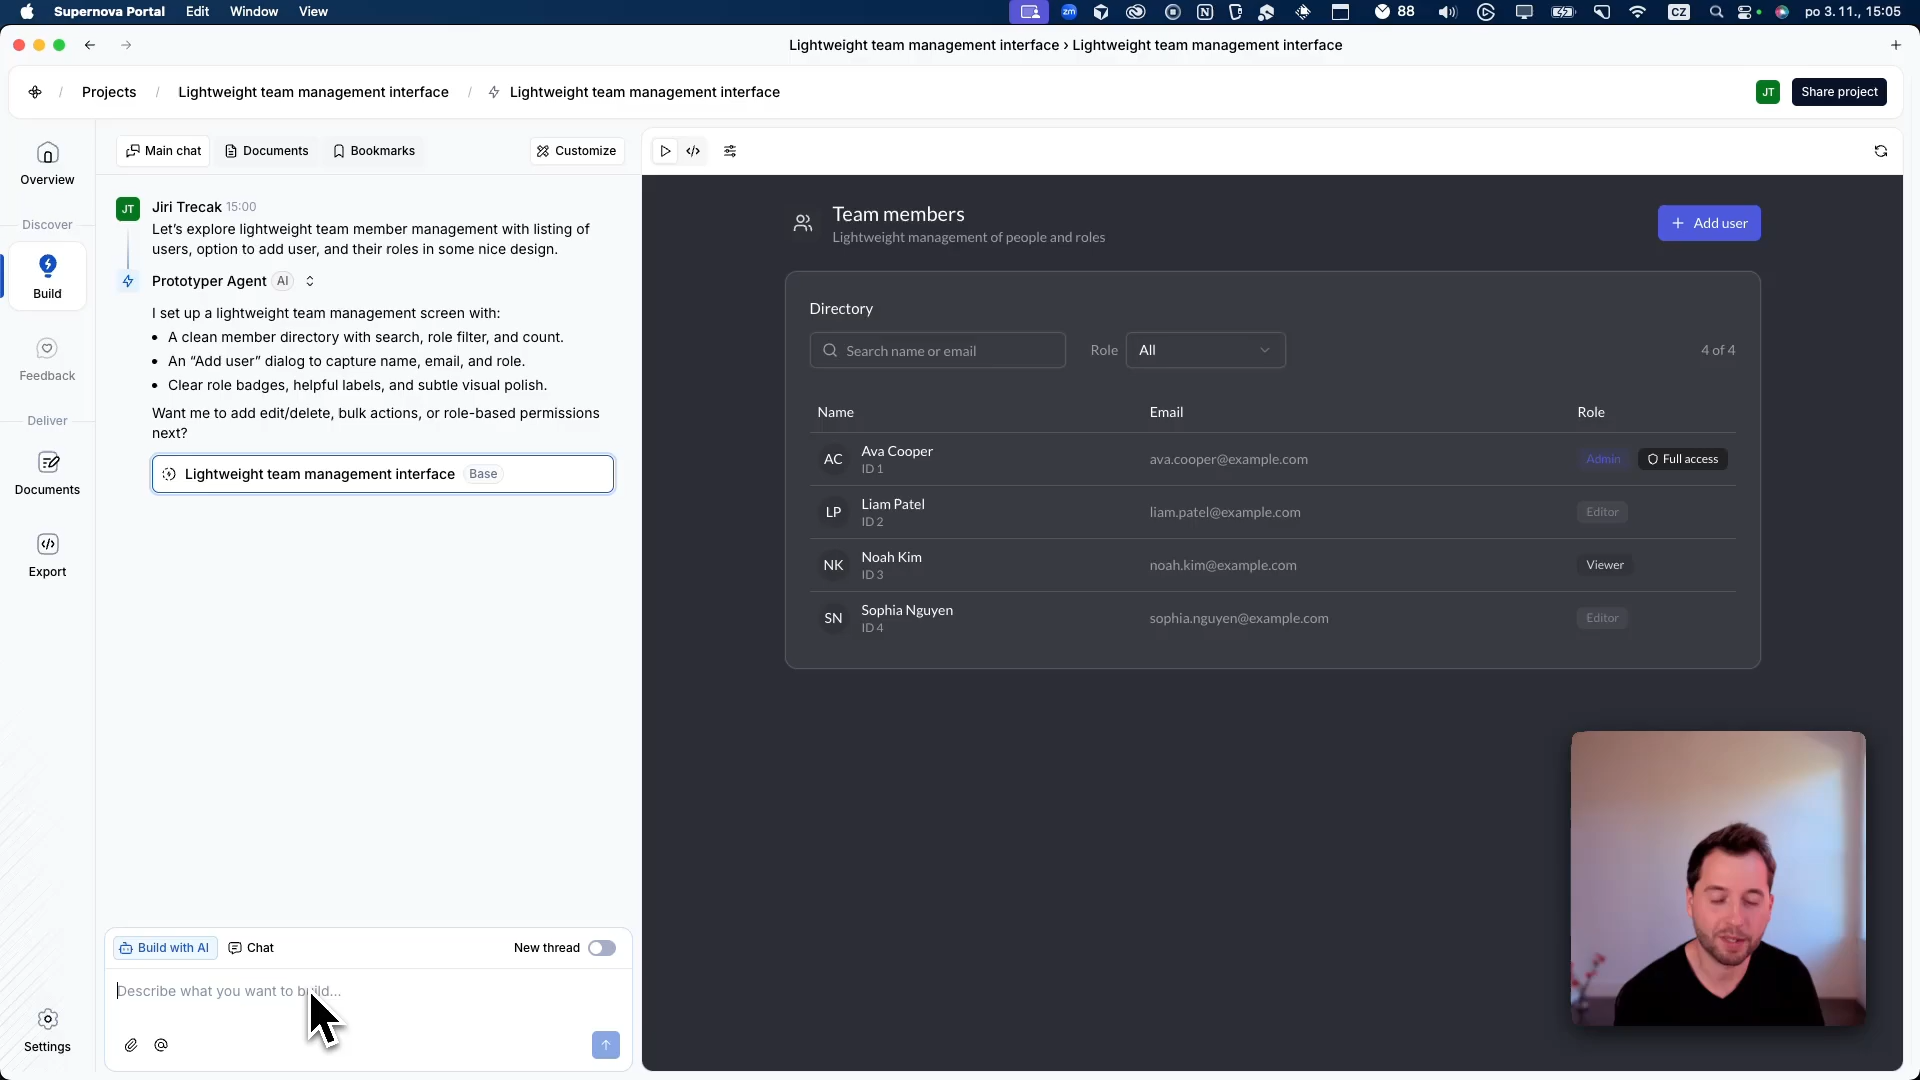 Supernova Portal Edit Window View
zm 88 CZ po 3. 11., 15:05
Lightweight team management interface › Lightweight team management interface
/ Projects / Lightweight team management interface / Lightweight team management interface
JT Share project
Overview
Discover
Build
Feedback
Deliver
Documents
Export
Settings
Main chat Documents Bookmarks Customize
JT Jiri Trecak 15:00
Let's explore lightweight team member management with listing of
users, option to add user, and their roles in some nice design.
Prototyper Agent AI
I set up a lightweight team management screen with:
• A clean member directory with search, role filter, and count.
• An “Add user” dialog to capture name, email, and role.
• Clear role badges, helpful labels, and subtle visual polish.
Want me to add edit/delete, bulk actions, or role-based permissions
next?
Lightweight team management interface Base
Build with AI Chat New thread
Describe what you want to build...
Team members
Lightweight management of people and roles
+ Add user
Directory
Search name or email Role All 4 of 4
Name Email Role
AC Ava Cooper ava.cooper@example.com Admin Full access
ID 1
LP Liam Patel liam.patel@example.com Editor
ID 2
NK Noah Kim noah.kim@example.com Viewer
ID 3
SN Sophia Nguyen sophia.nguyen@example.com Editor
ID 4